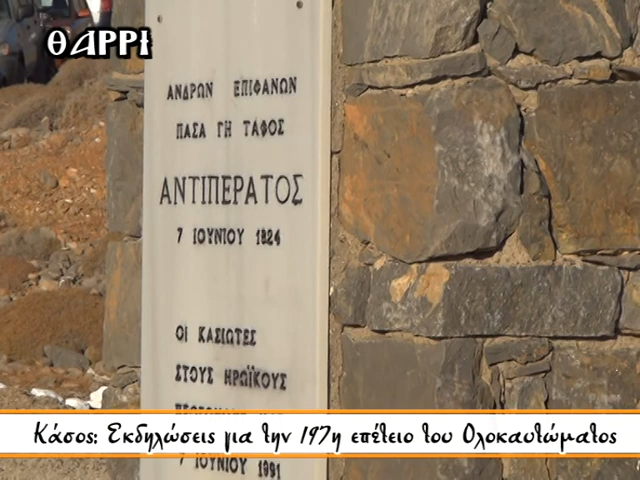 ΘΑΡΡΙ
ΑΝΔΡΩΝ ΕΠΙΦΑΝΩΝ
ΠΑΣΑ ΓΗ ΤΑΦΟΣ
ΑΝΤΙΠΕΡΑΤΟΣ
7 ΙΟΥΝΙΟΥ 1824
ΟΙ ΚΑΣΙΩΤΕΣ
ΣΤΟΥΣ ΗΡΩΪΚΟΥΣ
Κάσος: Εκδηλώσεις για την 197η επέτειο του Ολοκαυτώματος
7 ΙΟΥΝΙΟΥ 1991